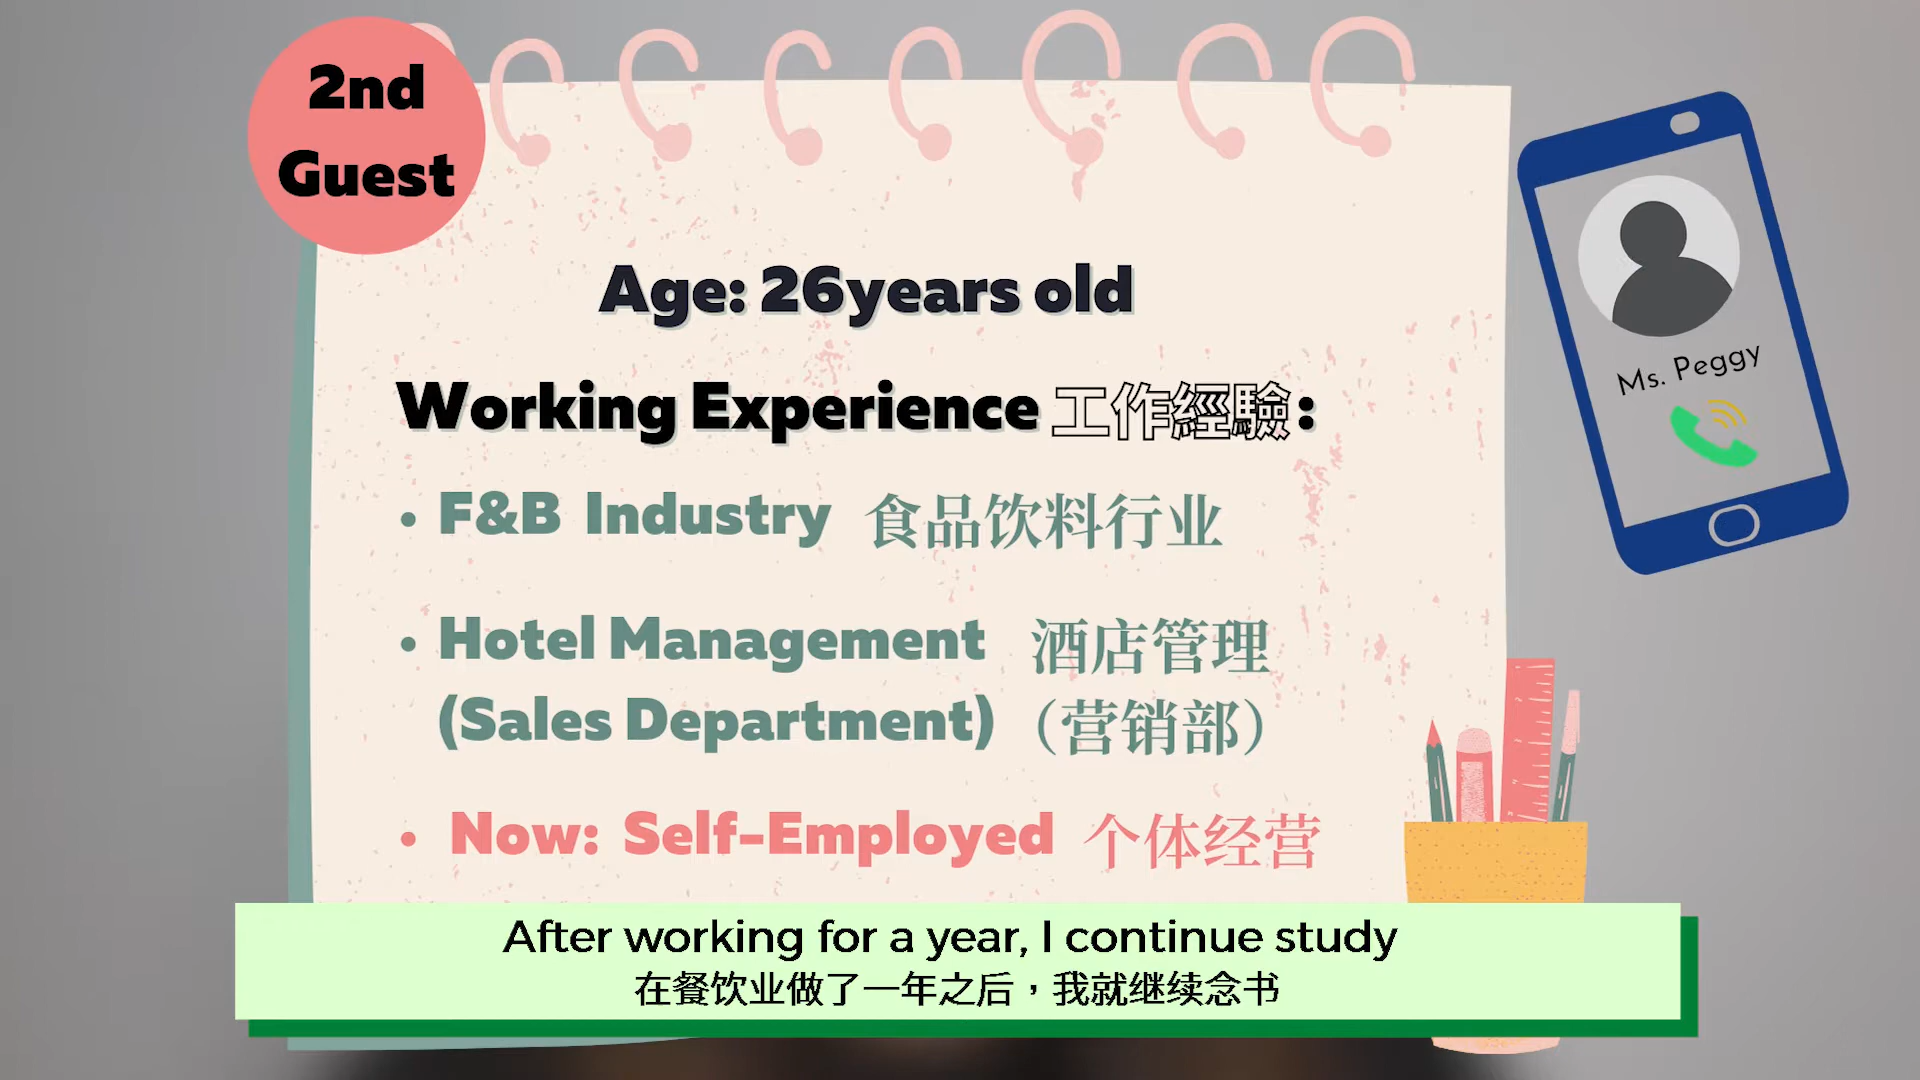 2nd
Guest
Age: 26years old
Working Experience 工作經驗:
• F&B Industry 食品饮料行业
• Hotel Management 酒店管理
(Sales Department) （营销部）
• Now: Self-Employed 个体经营
Ms. Peggy
After working for a year, I continue study
在餐饮业做了一年之后，我就继续念书